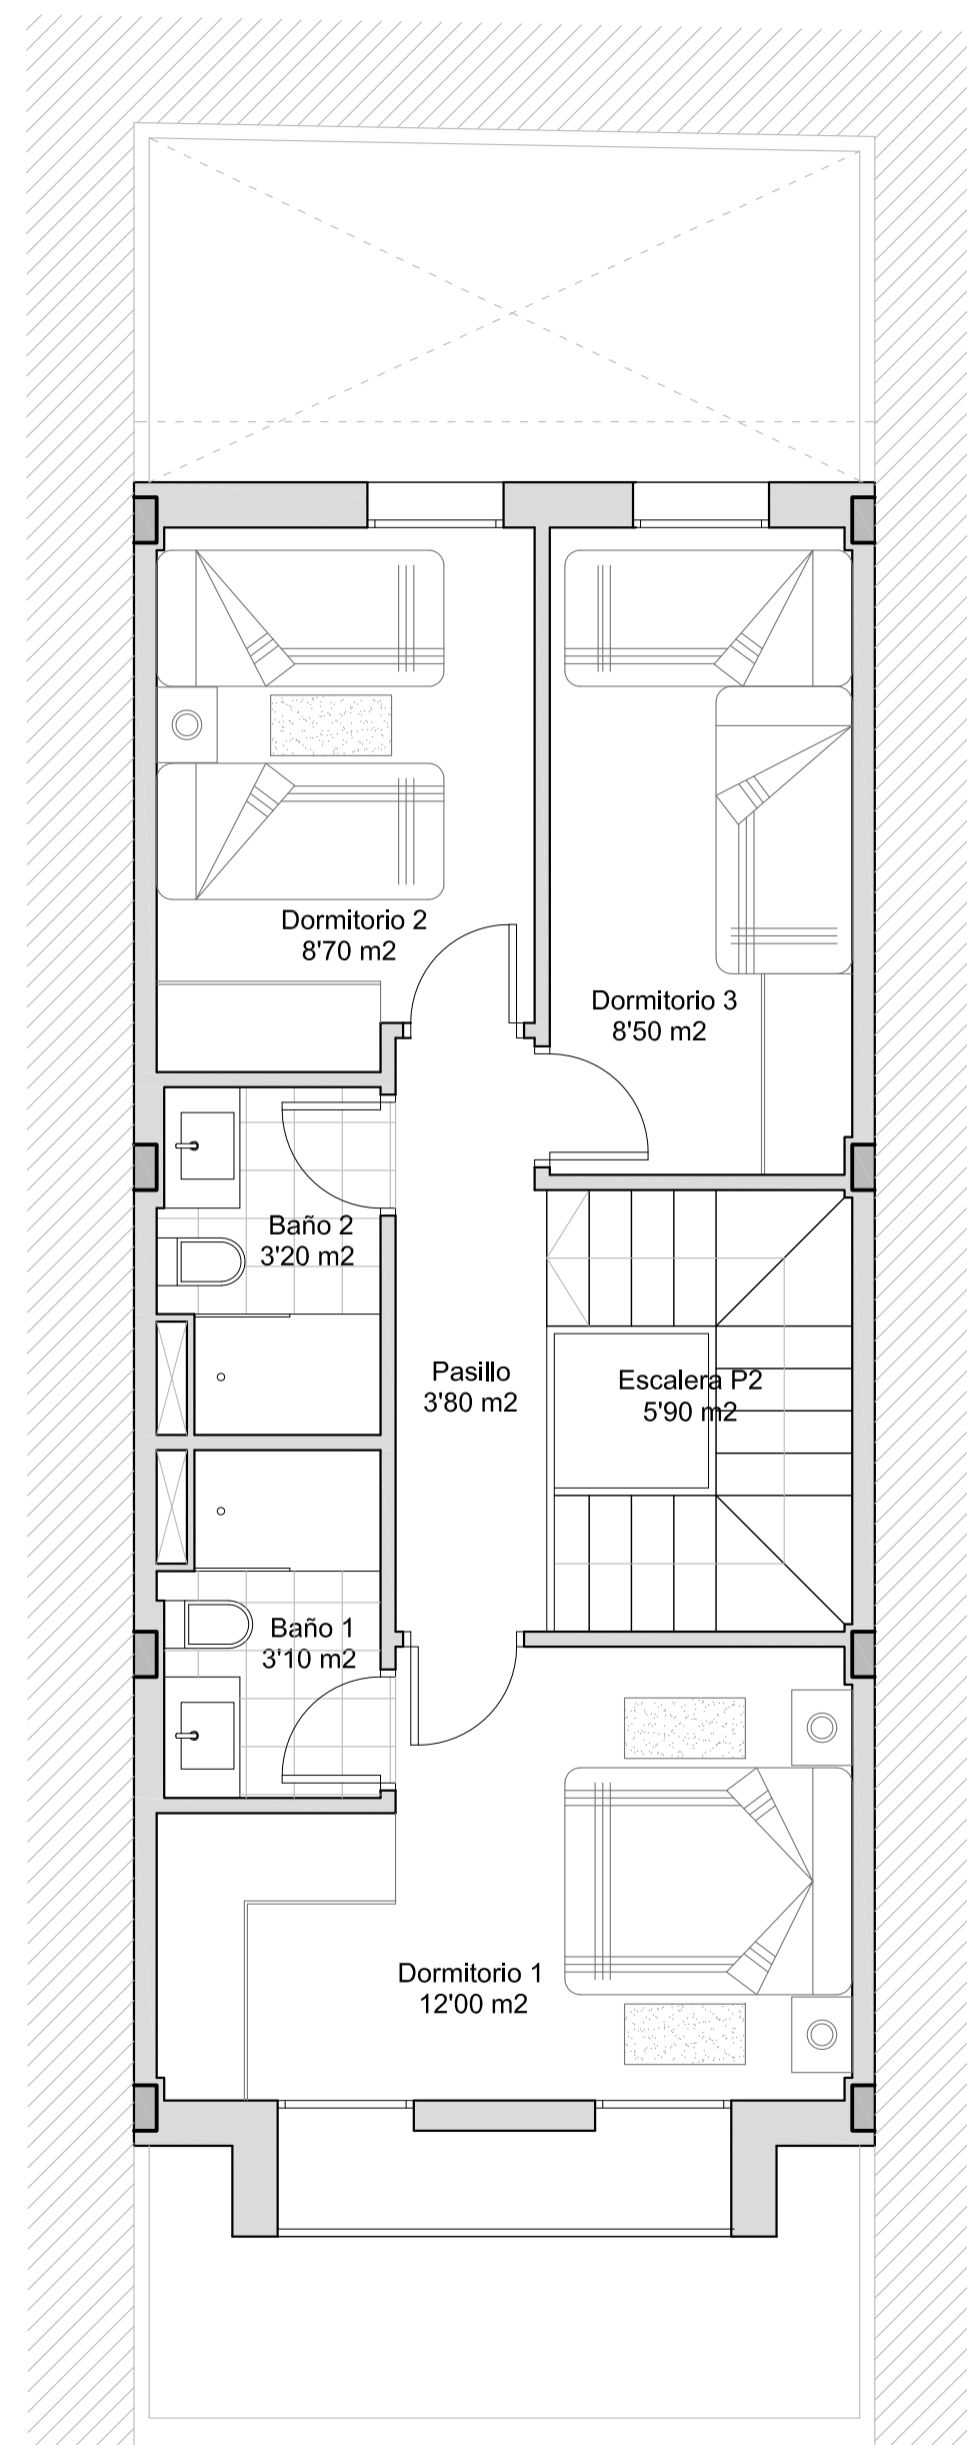 Dormitorio 2
8'70 m2
Dormitorio 3
8'50 m2
Baño 2
3'20 m2
Pasillo
3'80 m2
Escalera P2
5'90 m2
Baño 1
3'10 m2
Dormitorio 1
12'00 m2